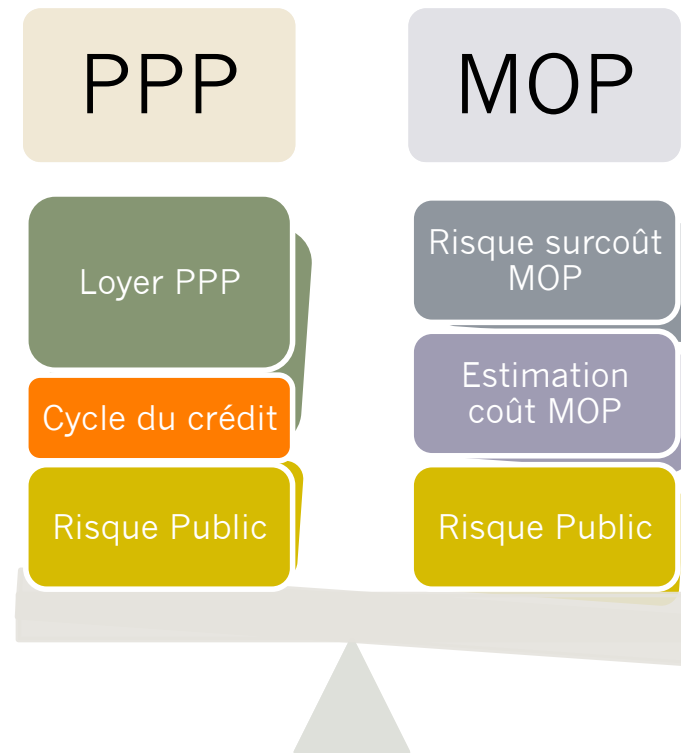 PPP
MOP
Loyer PPP
Cycle du crédit
Risque Public
Risque surcoût
MOP
Estimation
coût MOP
Risque Public